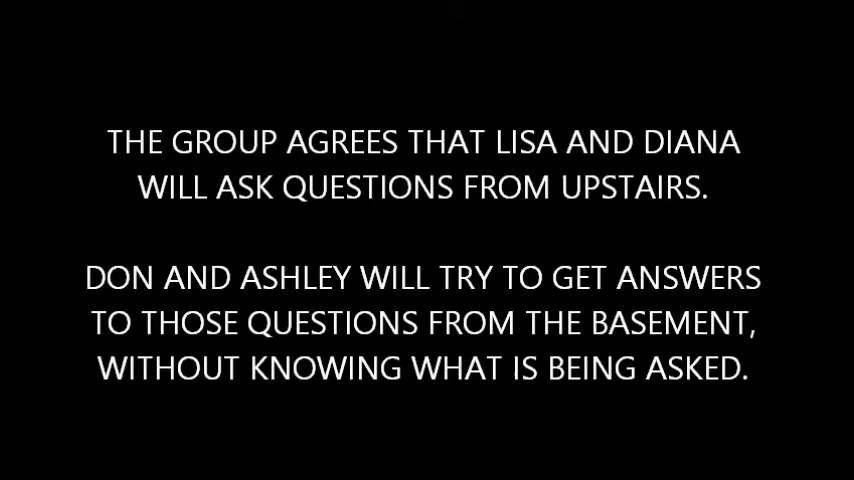 THE GROUP AGREES THAT LISA AND DIANA
WILL ASK QUESTIONS FROM UPSTAIRS.
DON AND ASHLEY WILL TRY TO GET ANSWERS
TO THOSE QUESTIONS FROM THE BASEMENT,
WITHOUT KNOWING WHAT IS BEING ASKED.